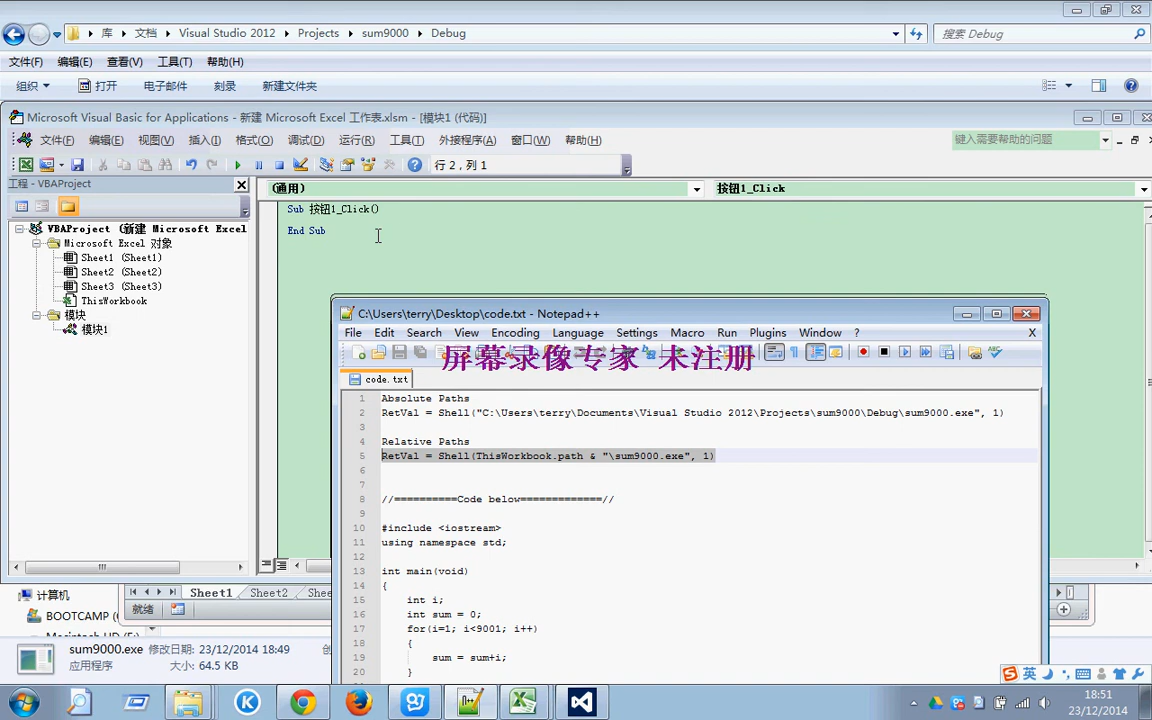 库 ▸ 文档 ▸ Visual Studio 2012 ▸ Projects ▸ sum9000 ▸ Debug
搜索 Debug
文件(F) 编辑(E) 查看(V) 工具(T) 帮助(H)
组织 打开 电子邮件 刻录 新建文件夹
Microsoft Visual Basic for Applications - 新建 Microsoft Excel 工作表.xlsm - [模块1 (代码)]
文件(F) 编辑(E) 视图(V) 插入(I) 格式(O) 调试(D) 运行(R) 工具(T) 外接程序(A) 窗口(W) 帮助(H)
键入需要帮助的问题
行 2 , 列 1
工程 - VBAProject
(通用)
按钮1_Click
VBAProject (新建 Microsoft Excel
Microsoft Excel 对象
Sheet1 (Sheet1)
Sheet2 (Sheet2)
Sheet3 (Sheet3)
ThisWorkbook
模块
模块1
Sub 按钮1_Click()
End Sub
C:\Users\terry\Desktop\code.txt - Notepad++
File Edit Search View Encoding Language Settings Macro Run Plugins Window ? X
屏幕录像专家 未注册
code.txt
1 Absolute Paths
2 RetVal = Shell("C:\Users\terry\Documents\Visual Studio 2012\Projects\sum9000\Debug\sum9000.exe", 1)
3
4 Relative Paths
5 RetVal = Shell(ThisWorkbook.path & "\sum9000.exe", 1)
6
7
8 //==========Code below=============//
9
10 #include <iostream>
11 using namespace std;
12
13 int main(void)
14 {
15 int i;
16 int sum = 0;
17 for(i=1; i<9001; i++)
18 {
19 sum = sum+i;
20 }
计算机
BOOTCAMP (
Sheet1 Sheet2
就绪
sum9000.exe 修改日期: 23/12/2014 18:49
应用程序 大小: 64.5 KB
英
18:51
23/12/2014